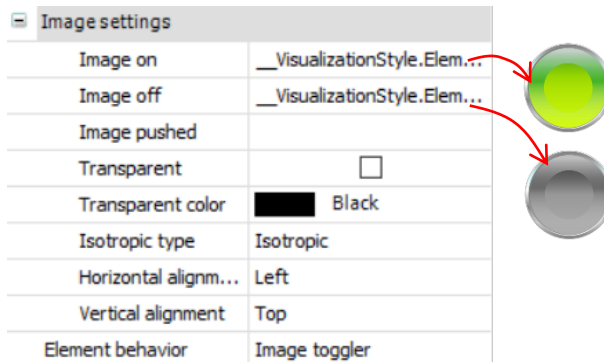 Image settings
Image on __VisualizationStyle.Elem...
Image off __VisualizationStyle.Elem...
Image pushed
Transparent
Transparent color Black
Isotropic type Isotropic
Horizontal alignm... Left
Vertical alignment Top
Element behavior Image toggler